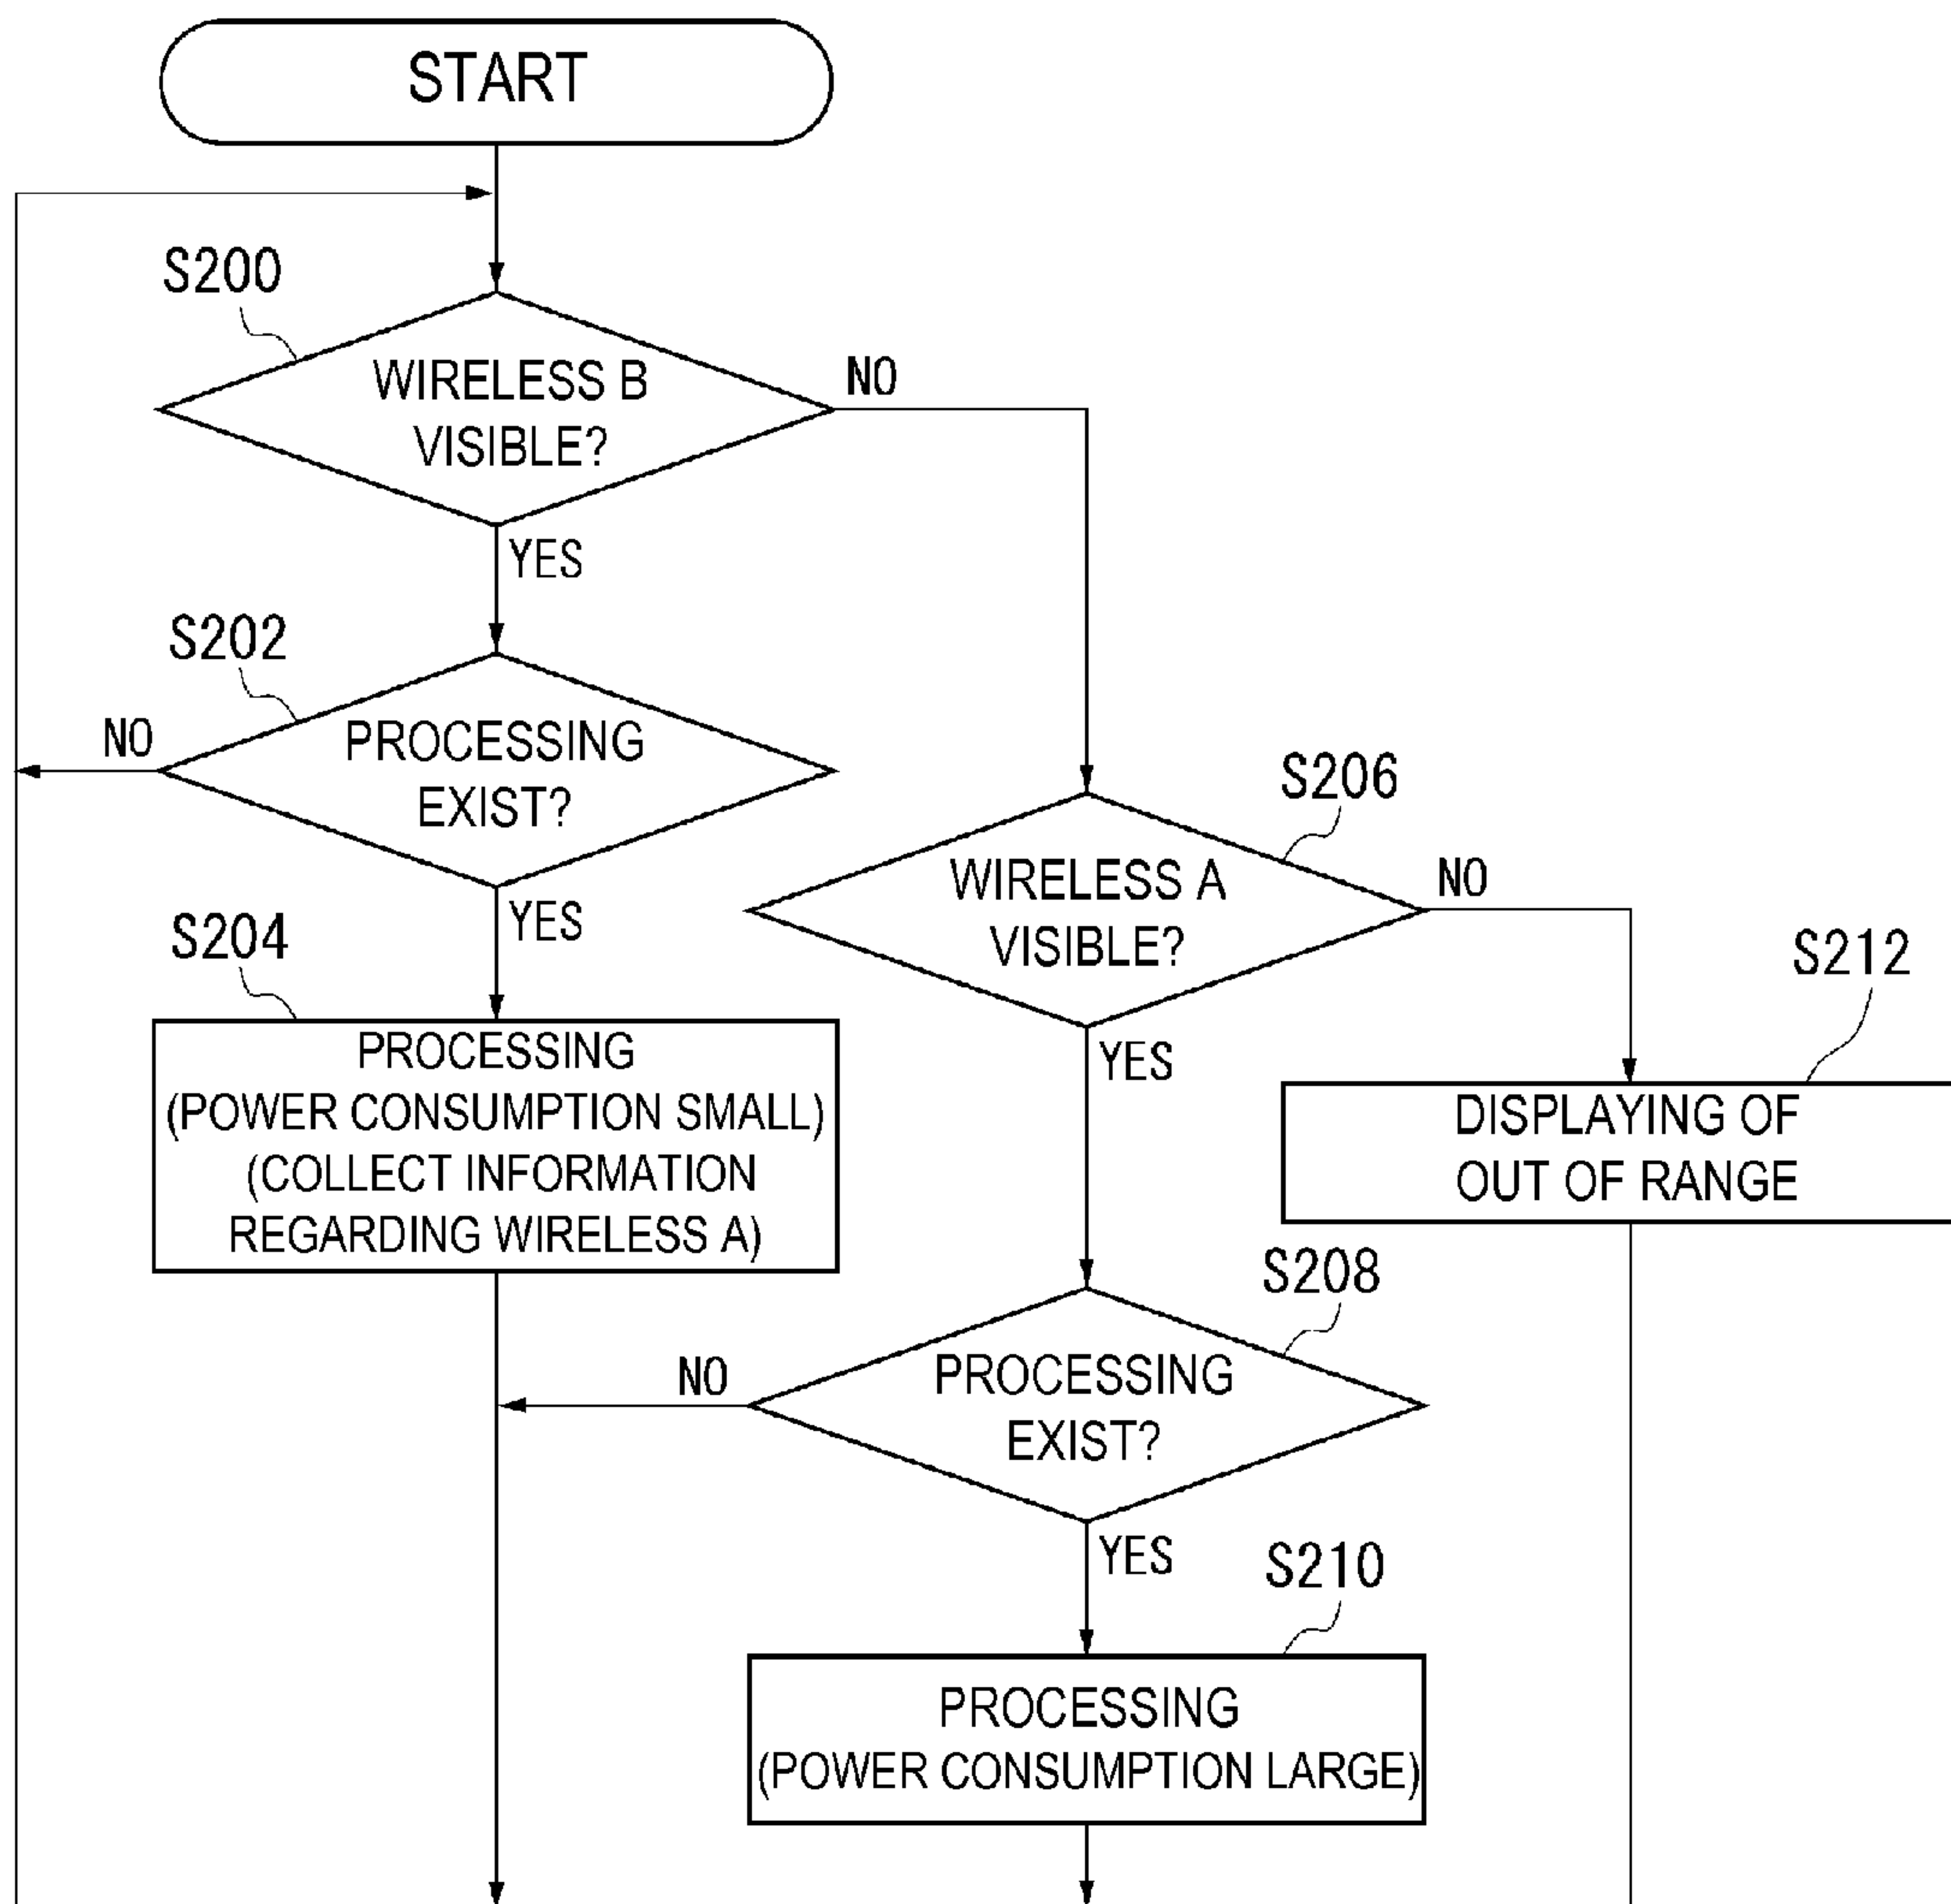 START
S200
WIRELESS B
VISIBLE?
NO
YES
S202
PROCESSING
EXIST?
NO
YES
S204
PROCESSING
(POWER CONSUMPTION SMALL)
(COLLECT INFORMATION
REGARDING WIRELESS A)
S206
WIRELESS A
VISIBLE?
NO
YES
S212
DISPLAYING OF
OUT OF RANGE
S208
PROCESSING
EXIST?
NO
YES
S210
PROCESSING
(POWER CONSUMPTION LARGE)